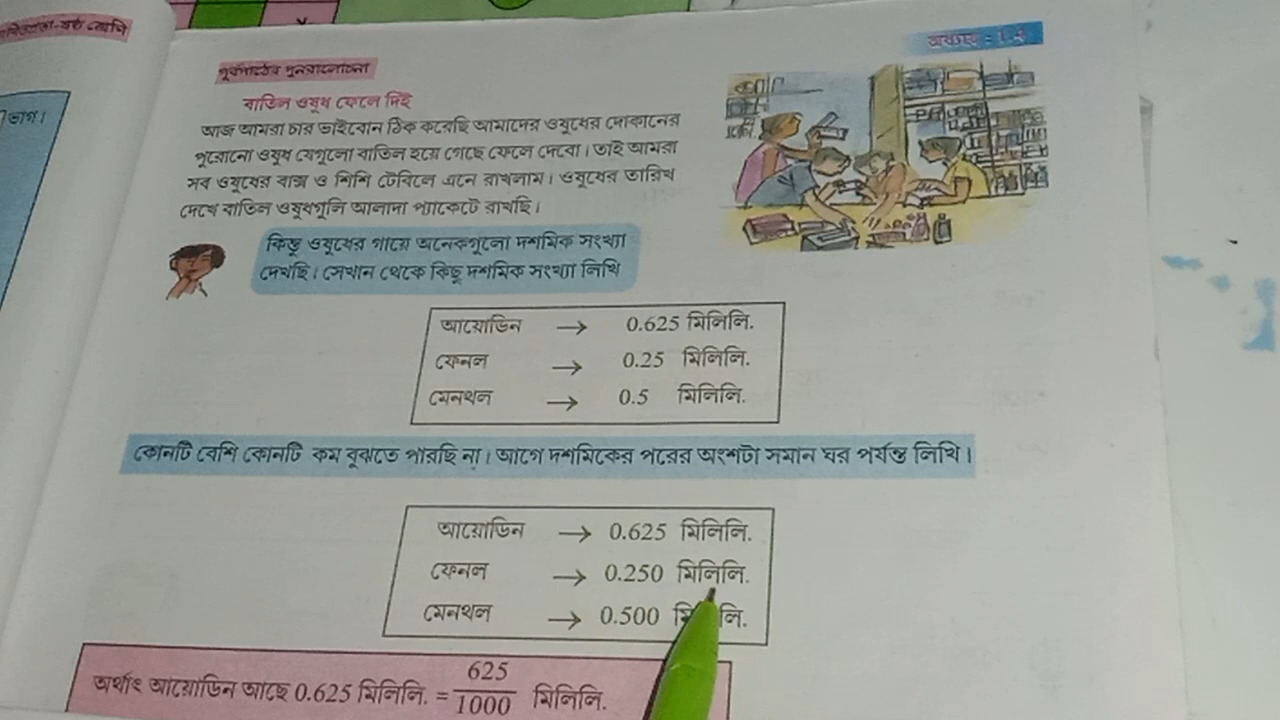 ভাগ।
অধ্যায় : 1.4
পূর্বপাঠের পুনরালোচনা
বাতিল ওষুধ ফেলে দিই
আজ আমরা চার ভাইবোন ঠিক করেছি আমাদের ওষুধের দোকানের
পুরোনো ওষুধ যেগুলো বাতিল হয়ে গেছে ফেলে দেবো। তাই আমরা
সব ওষুধের বাক্স ও শিশি টেবিলে এনে রাখলাম। ওষুধের তারিখ
দেখে বাতিল ওষুধগুলি আলাদা প্যাকেটে রাখছি।
কিন্তু ওষুধের গায়ে অনেকগুলো দশমিক সংখ্যা
দেখছি। সেখান থেকে কিছু দশমিক সংখ্যা লিখি
আয়োডিন → 0.625 মিলিলি.
ফেনল → 0.25 মিলিলি.
মেনথল → 0.5 মিলিলি.
কোনটি বেশি কোনটি কম বুঝতে পারছি না। আগে দশমিকের পরের অংশটা সমান ঘর পর্যন্ত লিখি।
আয়োডিন → 0.625 মিলিলি.
ফেনল → 0.250 মিলিলি.
মেনথল → 0.500 মি লি.
অর্থাৎ আয়োডিন আছে 0.625 মিলিলি. = 625/1000 মিলিলি.